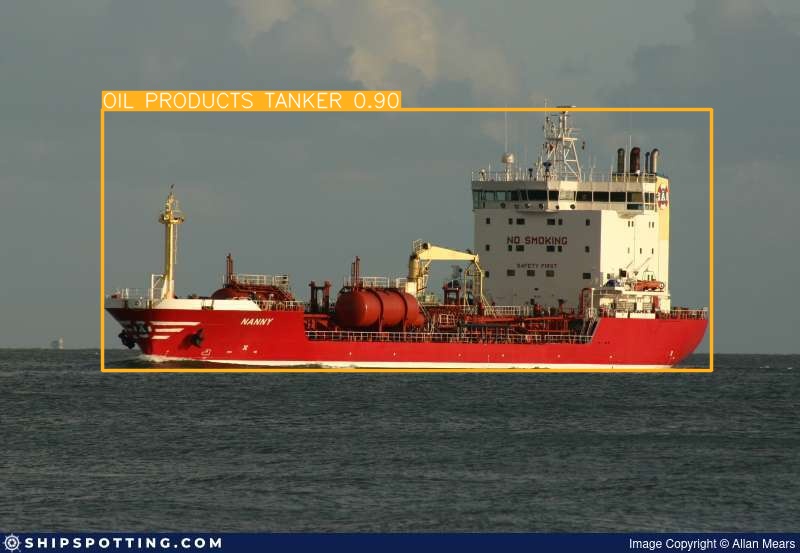 OIL PRODUCTS TANKER 0.90
NO SMOKING
SAFETY FIRST
NANNY
SHIPSPOTTING.COM
Image Copyright © Allan Mears